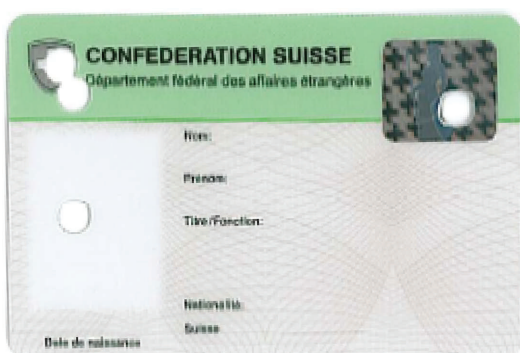 CONFEDERATION SUISSE
Département fédéral des affaires étrangères
Nom:
Prénom:
Titre/Fonction:
Nationalité:
Suisse
Date de naissance